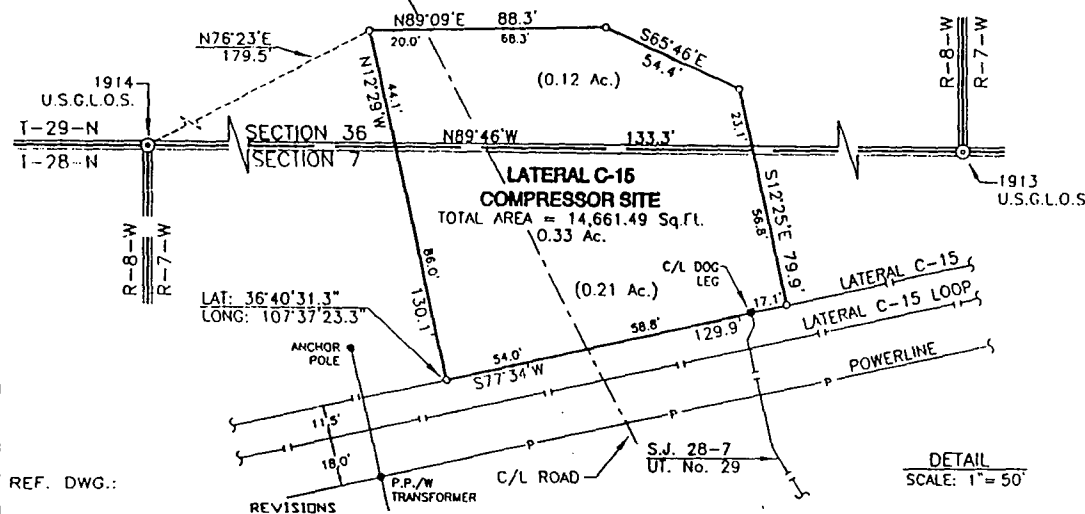 N89°09'E 88.3'
20.0' 68.3'
N76°23'E
179.5'
S65°46'E
54.4'
(0.12 Ac.)
1914
U.S.G.L.O.S.
N12°29'W
44.1'
23.1'
R-8-W
R-7-W
T-29-N
T-28-N
SECTION 36
SECTION 7
N89°46'W 133.3'
1913
U.S.G.L.O.S
LATERAL C-15
COMPRESSOR SITE
TOTAL AREA = 14,661.49 Sq.Ft.
0.33 Ac.
S12°25'E 79.9'
56.8'
R-8-W
R-7-W
86.0'
130.1'
(0.21 Ac.)
C/L DOG
LEG
17.1'
LATERAL C-15
LATERAL C-15 LOOP
LAT: 36°40'31.3"
LONG: 107°37'23.3"
58.8'
129.9'
54.0'
S77°34'W
ANCHOR
POLE
POWERLINE
P
P
P
11.5'
18.0'
S.J. 28-7
UT. No. 29
C/L ROAD
P.P./W
TRANSFORMER
DETAIL
SCALE: 1"= 50'
REF. DWG.:
REVISIONS